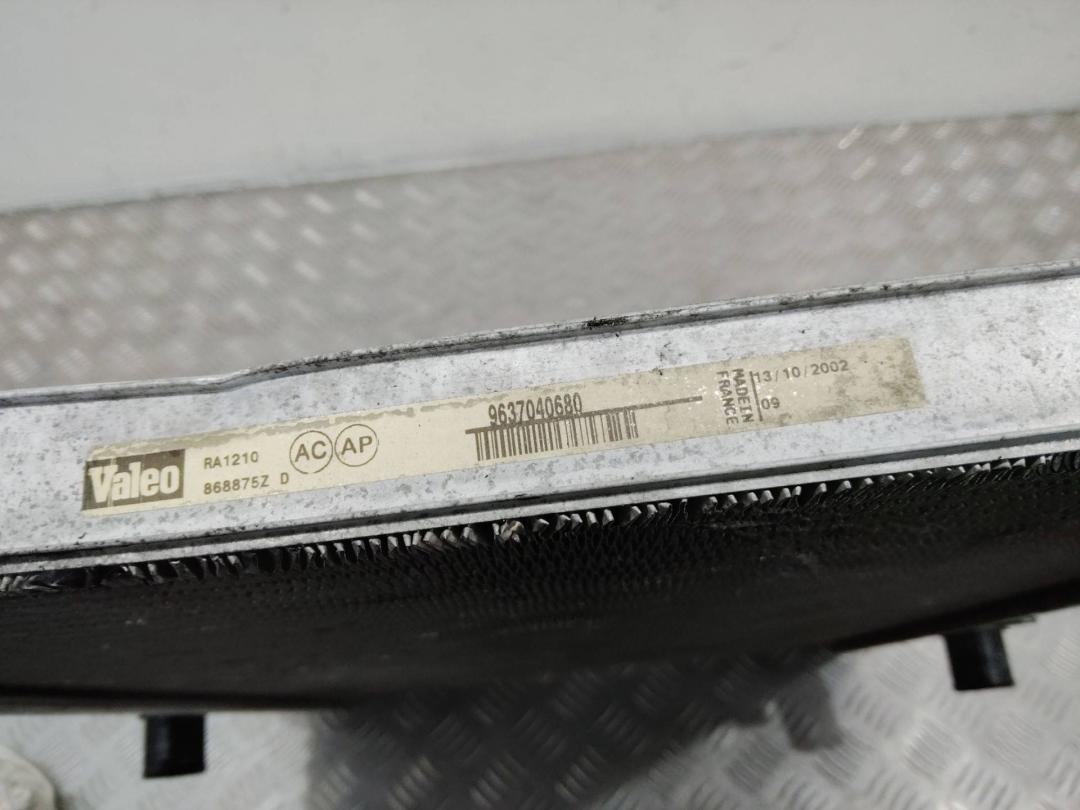 Valeo
RA1210
868875Z D
AC AP
9637040680
MADE IN
FRANCE
13/10/2002
09